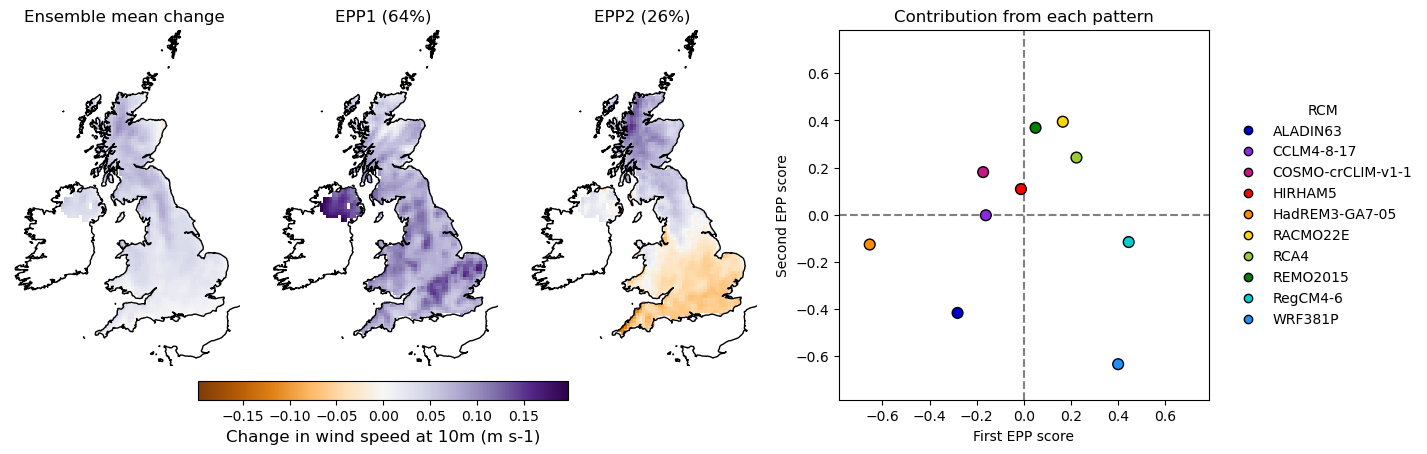 Ensemble mean change
EPP1 (64%)
EPP2 (26%)
−0.15 −0.10 −0.05 0.00 0.05 0.10 0.15
Change in wind speed at 10m (m s-1)
Contribution from each pattern
Second EPP score
0.6
0.4
0.2
0.0
−0.2
−0.4
−0.6
−0.6 −0.4 −0.2 0.0 0.2 0.4 0.6
First EPP score
RCM
ALADIN63
CCLM4-8-17
COSMO-crCLIM-v1-1
HIRHAM5
HadREM3-GA7-05
RACMO22E
RCA4
REMO2015
RegCM4-6
WRF381P